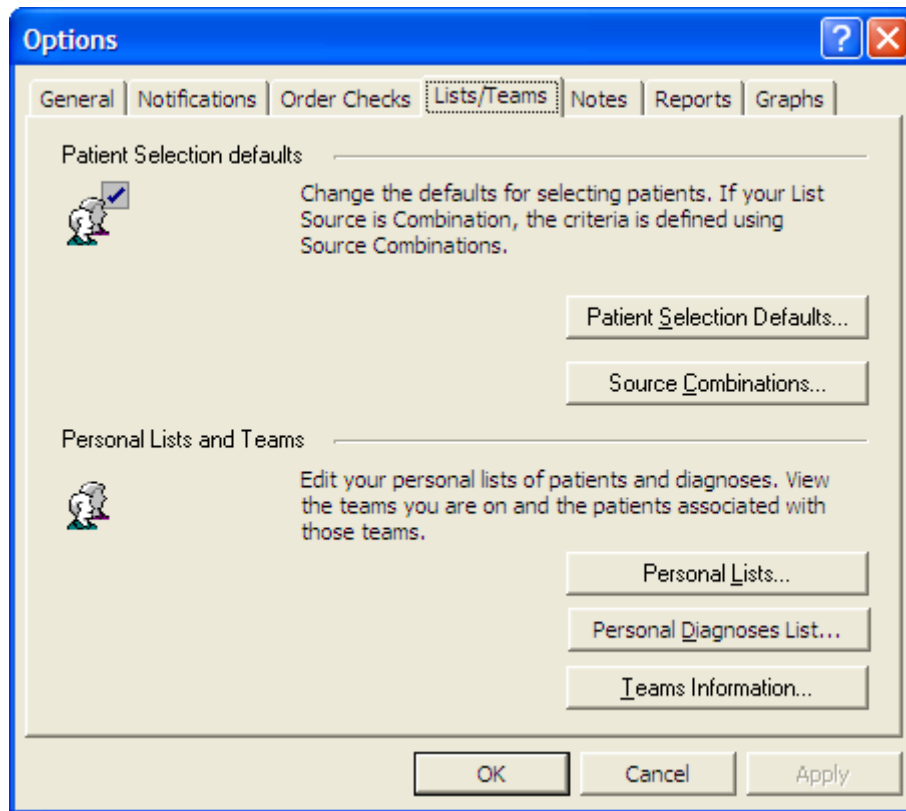 Options
General Notifications Order Checks Lists/Teams Notes Reports Graphs
Patient Selection defaults
Change the defaults for selecting patients. If your List
Source is Combination, the criteria is defined using
Source Combinations.
Patient Selection Defaults...
Source Combinations...
Personal Lists and Teams
Edit your personal lists of patients and diagnoses. View
the teams you are on and the patients associated with
those teams.
Personal Lists...
Personal Diagnoses List...
Teams Information...
OK Cancel Apply